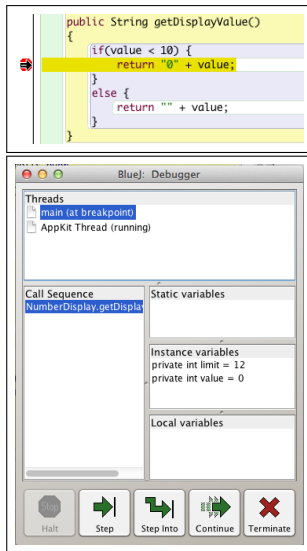 public String getDisplayValue()
{
if(value < 10) {
return "0" + value;
}
else {
return "" + value;
}
}
BlueJ: Debugger
Threads
main (at breakpoint)
AppKit Thread (running)
Call Sequence
NumberDisplay.getDisplay
Static variables
Instance variables
private int limit = 12
private int value = 0
Local variables
Stop
Halt
Step
Step Into
Continue
Terminate